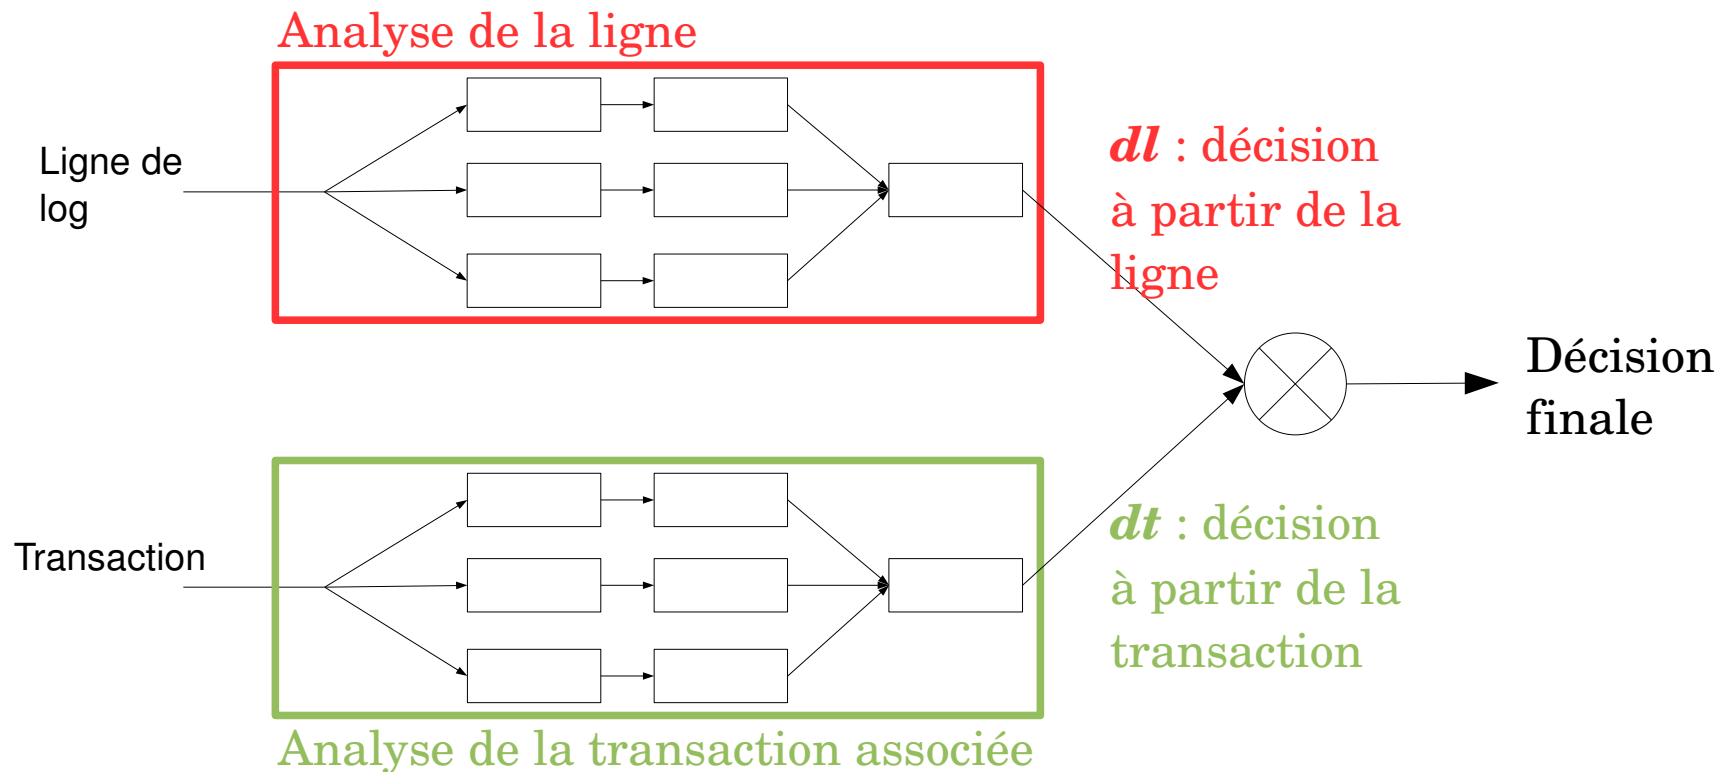 Analyse de la ligne
Ligne de
log
dl : décision
à partir de la
ligne
Décision
finale
Transaction
dt : décision
à partir de la
transaction
Analyse de la transaction associée